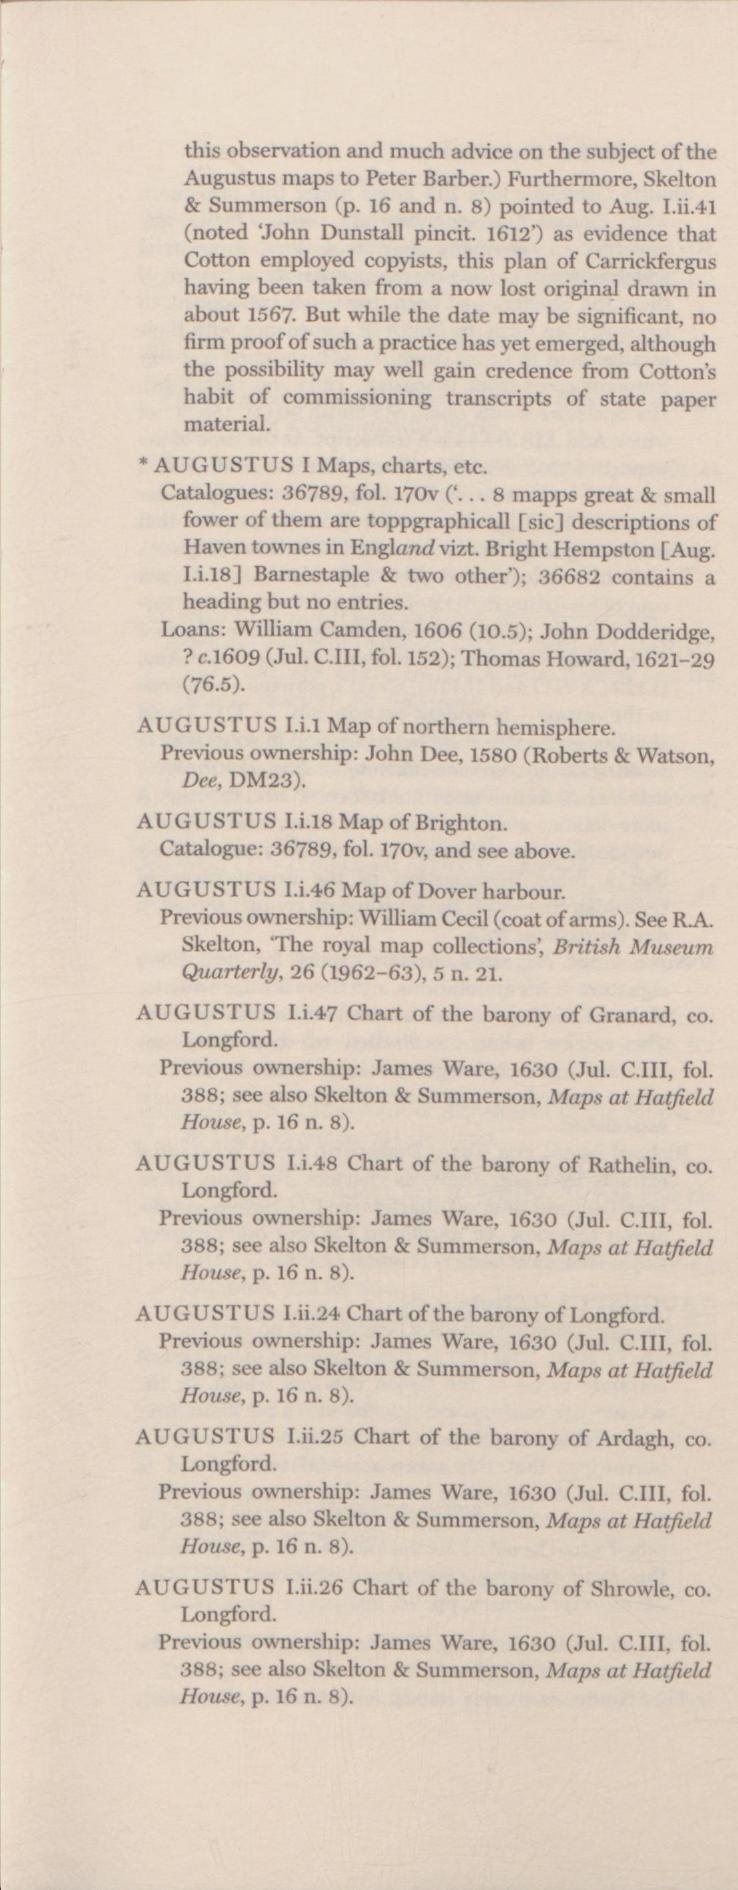 this observation and much advice on the subject of the
Augustus maps to Peter Barber.) Furthermore, Skelton
& Summerson (p. 16 and n. 8) pointed to Aug. I.ii.41
(noted ‘John Dunstall pincit. 1612’) as evidence that
Cotton employed copyists, this plan of Carrickfergus
having been taken from a now lost original drawn in
about 1567. But while the date may be significant, no
firm proof of such a practice has yet emerged, although
the possibility may well gain credence from Cotton’s
habit of commissioning transcripts of state paper
material.
* AUGUSTUS I Maps, charts, etc.
Catalogues: 36789, fol. 170v (‘. . . 8 mapps great & small
fower of them are toppgraphicall [sic] descriptions of
Haven townes in England vizt. Bright Hempston [Aug.
I.i.18] Barnestaple & two other’); 36682 contains a
heading but no entries.
Loans: William Camden, 1606 (10.5); John Dodderidge,
? c.1609 (Jul. C.III, fol. 152); Thomas Howard, 1621–29
(76.5).
AUGUSTUS I.i.1 Map of northern hemisphere.
Previous ownership: John Dee, 1580 (Roberts & Watson,
Dee, DM23).
AUGUSTUS I.i.18 Map of Brighton.
Catalogue: 36789, fol. 170v, and see above.
AUGUSTUS I.i.46 Map of Dover harbour.
Previous ownership: William Cecil (coat of arms). See R.A.
Skelton, ‘The royal map collections’, British Museum
Quarterly, 26 (1962–63), 5 n. 21.
AUGUSTUS I.i.47 Chart of the barony of Granard, co.
Longford.
Previous ownership: James Ware, 1630 (Jul. C.III, fol.
388; see also Skelton & Summerson, Maps at Hatfield
House, p. 16 n. 8).
AUGUSTUS I.i.48 Chart of the barony of Rathelin, co.
Longford.
Previous ownership: James Ware, 1630 (Jul. C.III, fol.
388; see also Skelton & Summerson, Maps at Hatfield
House, p. 16 n. 8).
AUGUSTUS I.ii.24 Chart of the barony of Longford.
Previous ownership: James Ware, 1630 (Jul. C.III, fol.
388; see also Skelton & Summerson, Maps at Hatfield
House, p. 16 n. 8).
AUGUSTUS I.ii.25 Chart of the barony of Ardagh, co.
Longford.
Previous ownership: James Ware, 1630 (Jul. C.III, fol.
388; see also Skelton & Summerson, Maps at Hatfield
House, p. 16 n. 8).
AUGUSTUS I.ii.26 Chart of the barony of Shrowle, co.
Longford.
Previous ownership: James Ware, 1630 (Jul. C.III, fol.
388; see also Skelton & Summerson, Maps at Hatfield
House, p. 16 n. 8).